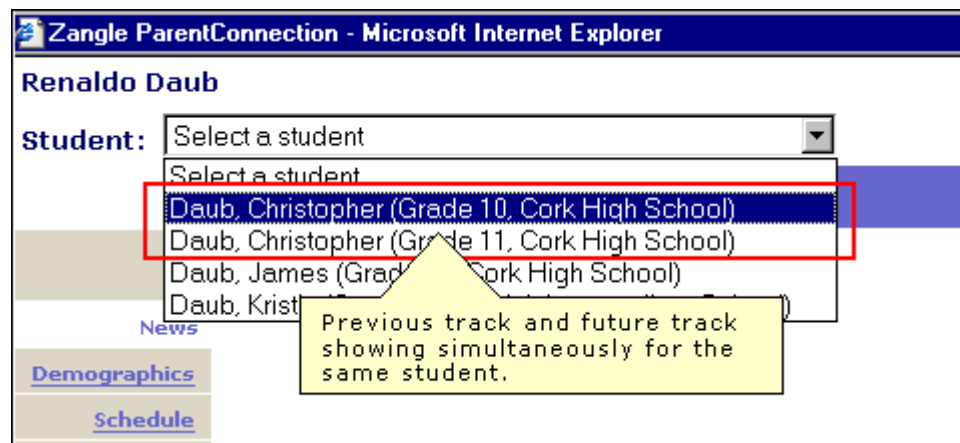 Zangle ParentConnection - Microsoft Internet Explorer
Renaldo Daub
Student: Select a student
Select a student
Daub, Christopher (Grade 10, Cork High School)
Daub, Christopher (Grade 11, Cork High School)
Daub, James (Grad Cork High School)
Daub, Krist
Previous track and future track
showing simultaneously for the
same student.
News
Demographics
Schedule